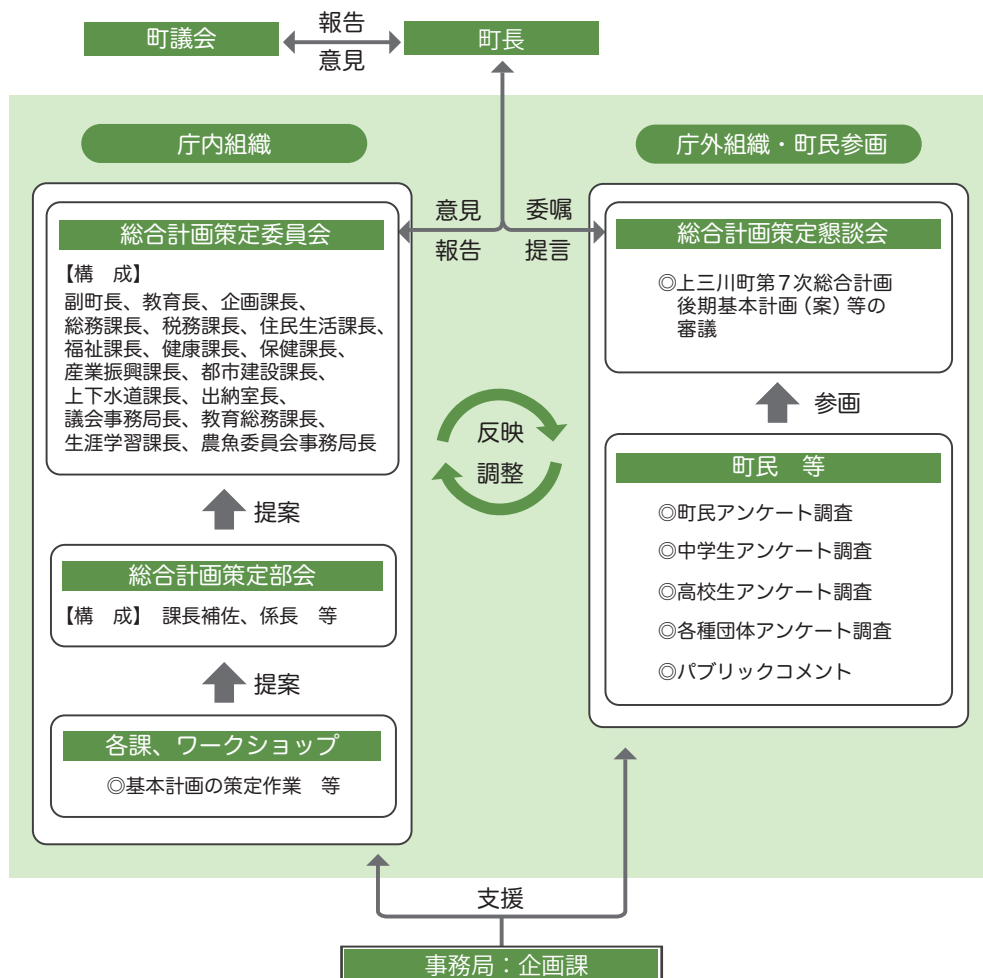 町議会
報告
意見
町長
庁内組織
庁外組織・町民参画
総合計画策定委員会
【構　成】
副町長、教育長、企画課長、
総務課長、税務課長、住民生活課長、
福祉課長、健康課長、保健課長、
産業振興課長、都市建設課長、
上下水道課長、出納室長、
議会事務局長、教育総務課長、
生涯学習課長、農魚委員会事務局長
提案
総合計画策定部会
【構　成】　課長補佐、係長　等
提案
各課、ワークショップ
◎基本計画の策定作業　等
意見
報告
委嘱
提言
反映
調整
総合計画策定懇談会
◎上三川町第７次総合計画
後期基本計画（案）等の
審議
参画
町民　等
◎町民アンケート調査
◎中学生アンケート調査
◎高校生アンケート調査
◎各種団体アンケート調査
◎パブリックコメント
支援
事務局：企画課